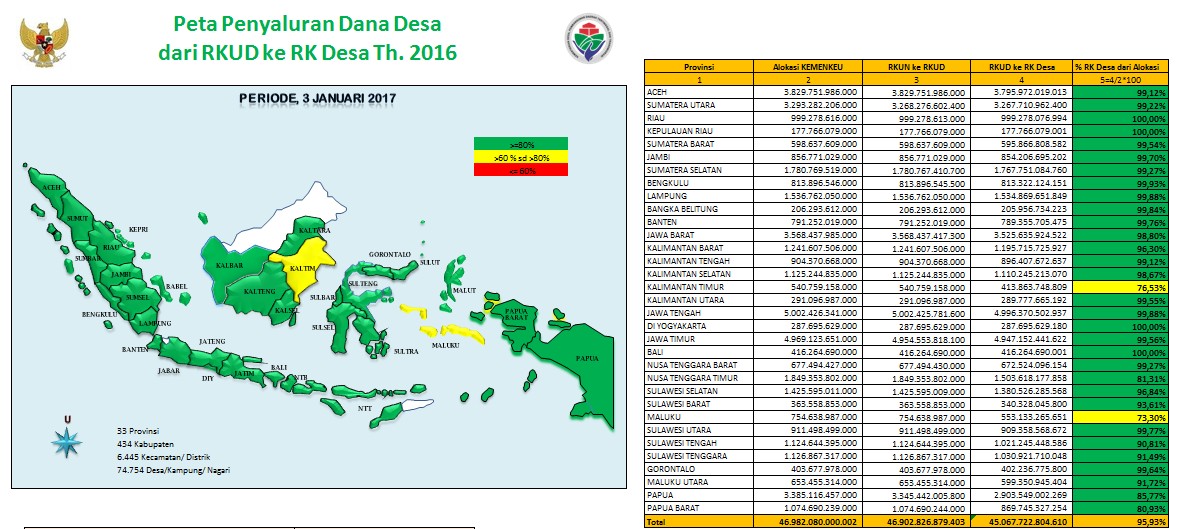 Peta Penyaluran Dana Desa
dari RKUD ke RK Desa Th. 2016
PERIODE, 3 JANUARI 2017
>=80%
>60 % sd >80%
<= 60%
ACEH
SUMUT
KEPRI
RIAU
SUMBAR
JAMBI
BABEL
SUMSEL
BENGKULU
LAMPUNG
BANTEN
JATENG
JABAR
DIY
JATIM
BALI
NTB
NTT
KALTARA
KALBAR
KALTIM
KALTENG
KALSEL
GORONTALO
SULUT
SULTENG
SULBAR
SULSEL
SULTRA
MALUT
MALUKU
PAPUA
BARAT
PAPUA
U
33 Provinsi
434 Kabupaten
6.445 Kecamatan/ Distrik
74.754 Desa/Kampung/ Nagari
Provinsi Alokasi KEMENKEU RKUN ke RKUD RKUD ke RK Desa % RK Desa dari Alokasi
1 2 3 4 5=4/2*100
ACEH 3.829.751.986.000 3.829.751.986.000 3.795.972.019.013 99,12%
SUMATERA UTARA 3.293.282.206.000 3.268.276.602.400 3.267.710.962.400 99,22%
RIAU 999.278.616.000 999.278.613.000 999.278.076.994 100,00%
KEPULAUAN RIAU 177.766.079.000 177.766.079.000 177.766.079.001 100,00%
SUMATERA BARAT 598.637.609.000 598.637.609.000 595.866.808.582 99,54%
JAMBI 856.771.029.000 856.771.029.000 854.206.695.202 99,70%
SUMATERA SELATAN 1.780.769.519.000 1.780.767.410.700 1.767.751.084.760 99,27%
BENGKULU 813.896.546.000 813.896.545.500 813.322.124.151 99,93%
LAMPUNG 1.536.762.050.000 1.536.762.050.000 1.534.869.651.849 99,88%
BANGKA BELITUNG 206.293.612.000 206.293.612.000 205.956.734.223 99,84%
BANTEN 791.252.019.000 791.252.019.000 789.355.705.475 99,76%
JAWA BARAT 3.568.437.985.000 3.568.437.417.300 3.525.635.924.522 98,80%
KALIMANTAN BARAT 1.241.607.506.000 1.241.607.506.000 1.195.715.725.927 96,30%
KALIMANTAN TENGAH 904.370.668.000 904.370.668.000 896.407.672.637 99,12%
KALIMANTAN SELATAN 1.125.244.835.000 1.125.244.835.000 1.110.245.213.070 98,67%
KALIMANTAN TIMUR 540.759.158.000 540.759.158.000 413.863.748.809 76,53%
KALIMANTAN UTARA 291.096.987.000 291.096.987.000 289.777.665.192 99,55%
JAWA TENGAH 5.002.426.341.000 5.002.425.781.600 4.996.370.502.937 99,88%
DI YOGYAKARTA 287.695.629.000 287.695.629.000 287.695.629.180 100,00%
JAWA TIMUR 4.969.123.651.000 4.954.553.818.100 4.947.152.441.622 99,56%
BALI 416.264.690.000 416.264.690.000 416.264.690.001 100,00%
NUSA TENGGARA BARAT 677.494.427.000 677.494.430.000 672.524.096.154 99,27%
NUSA TENGGARA TIMUR 1.849.353.802.000 1.849.353.802.000 1.503.618.177.858 81,31%
SULAWESI SELATAN 1.425.595.011.000 1.425.595.009.000 1.380.526.285.568 96,84%
SULAWESI BARAT 363.558.853.000 363.558.853.000 340.328.045.800 93,61%
MALUKU 754.638.987.000 754.638.987.000 553.133.265.651 73,30%
SULAWESI UTARA 911.498.499.000 911.498.499.000 909.358.568.672 99,77%
SULAWESI TENGAH 1.124.644.395.000 1.124.644.395.000 1.021.245.448.586 90,81%
SULAWESI TENGGARA 1.126.867.317.000 1.126.867.317.000 1.030.921.710.048 91,49%
GORONTALO 403.677.978.000 403.677.978.000 402.236.775.800 99,64%
MALUKU UTARA 653.455.314.000 653.455.314.000 599.350.945.404 91,72%
PAPUA 3.385.116.457.000 3.345.442.005.800 2.903.549.002.269 85,77%
PAPUA BARAT 1.074.690.239.000 1.074.690.244.000 869.745.327.254 80,93%
Total 46.982.080.000.002 46.902.826.879.403 45.067.722.804.610 95,93%